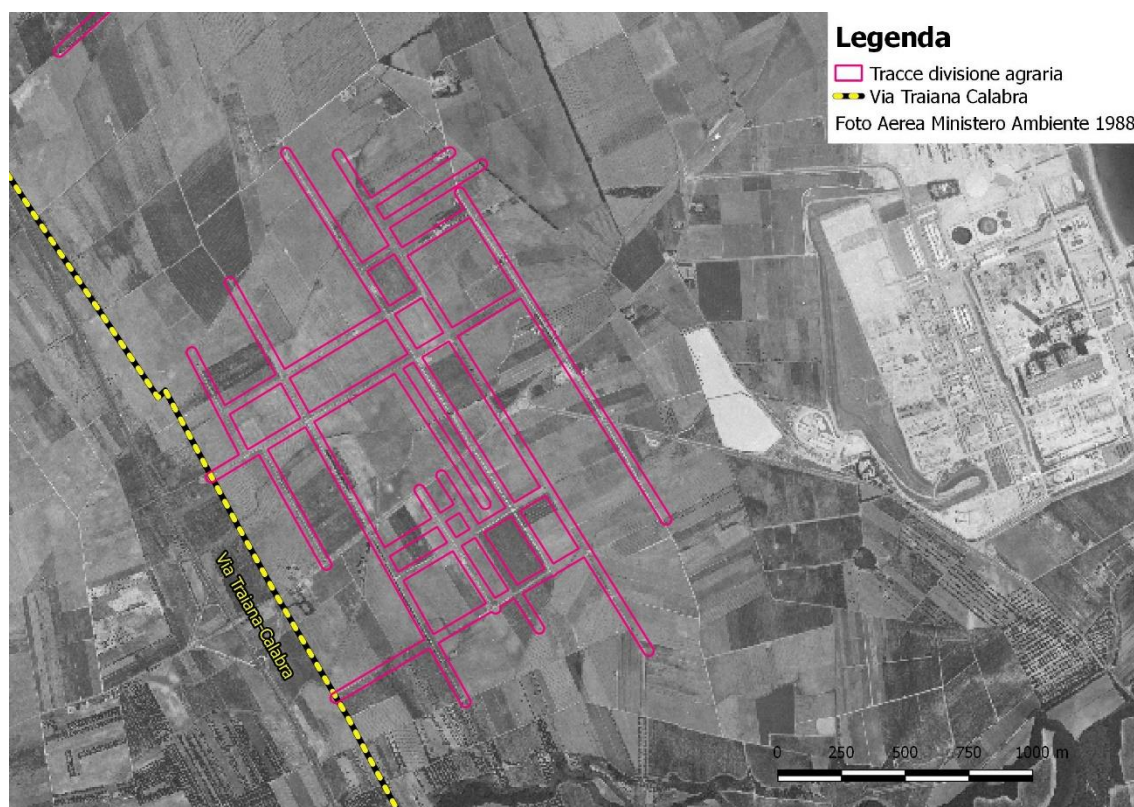 Legenda
Tracce divisione agraria
Via Traiana Calabra
Foto Aerea Ministero Ambiente 1988
Via Traiana-Calabra
0 250 500 750 1000 m